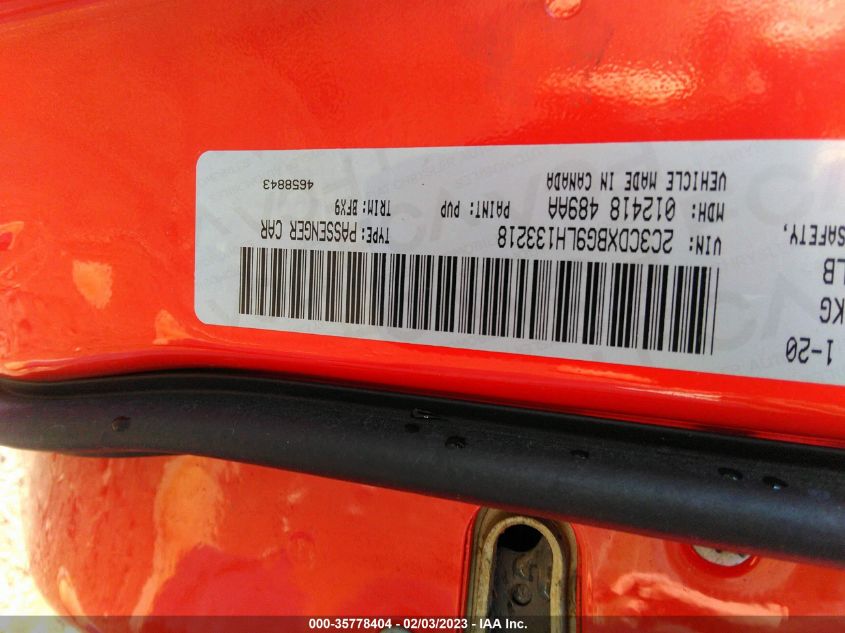 1-20
KG
LB
SAFETY,
VIN: 2C3CDXBG9LH133218 TYPE: PASSENGER CAR
MDH: 012418 489AA PAINT: PVP TRIM: BFX9
VEHICLE MADE IN CANADA 4658843
000-35778404 - 02/03/2023 - IAA Inc.